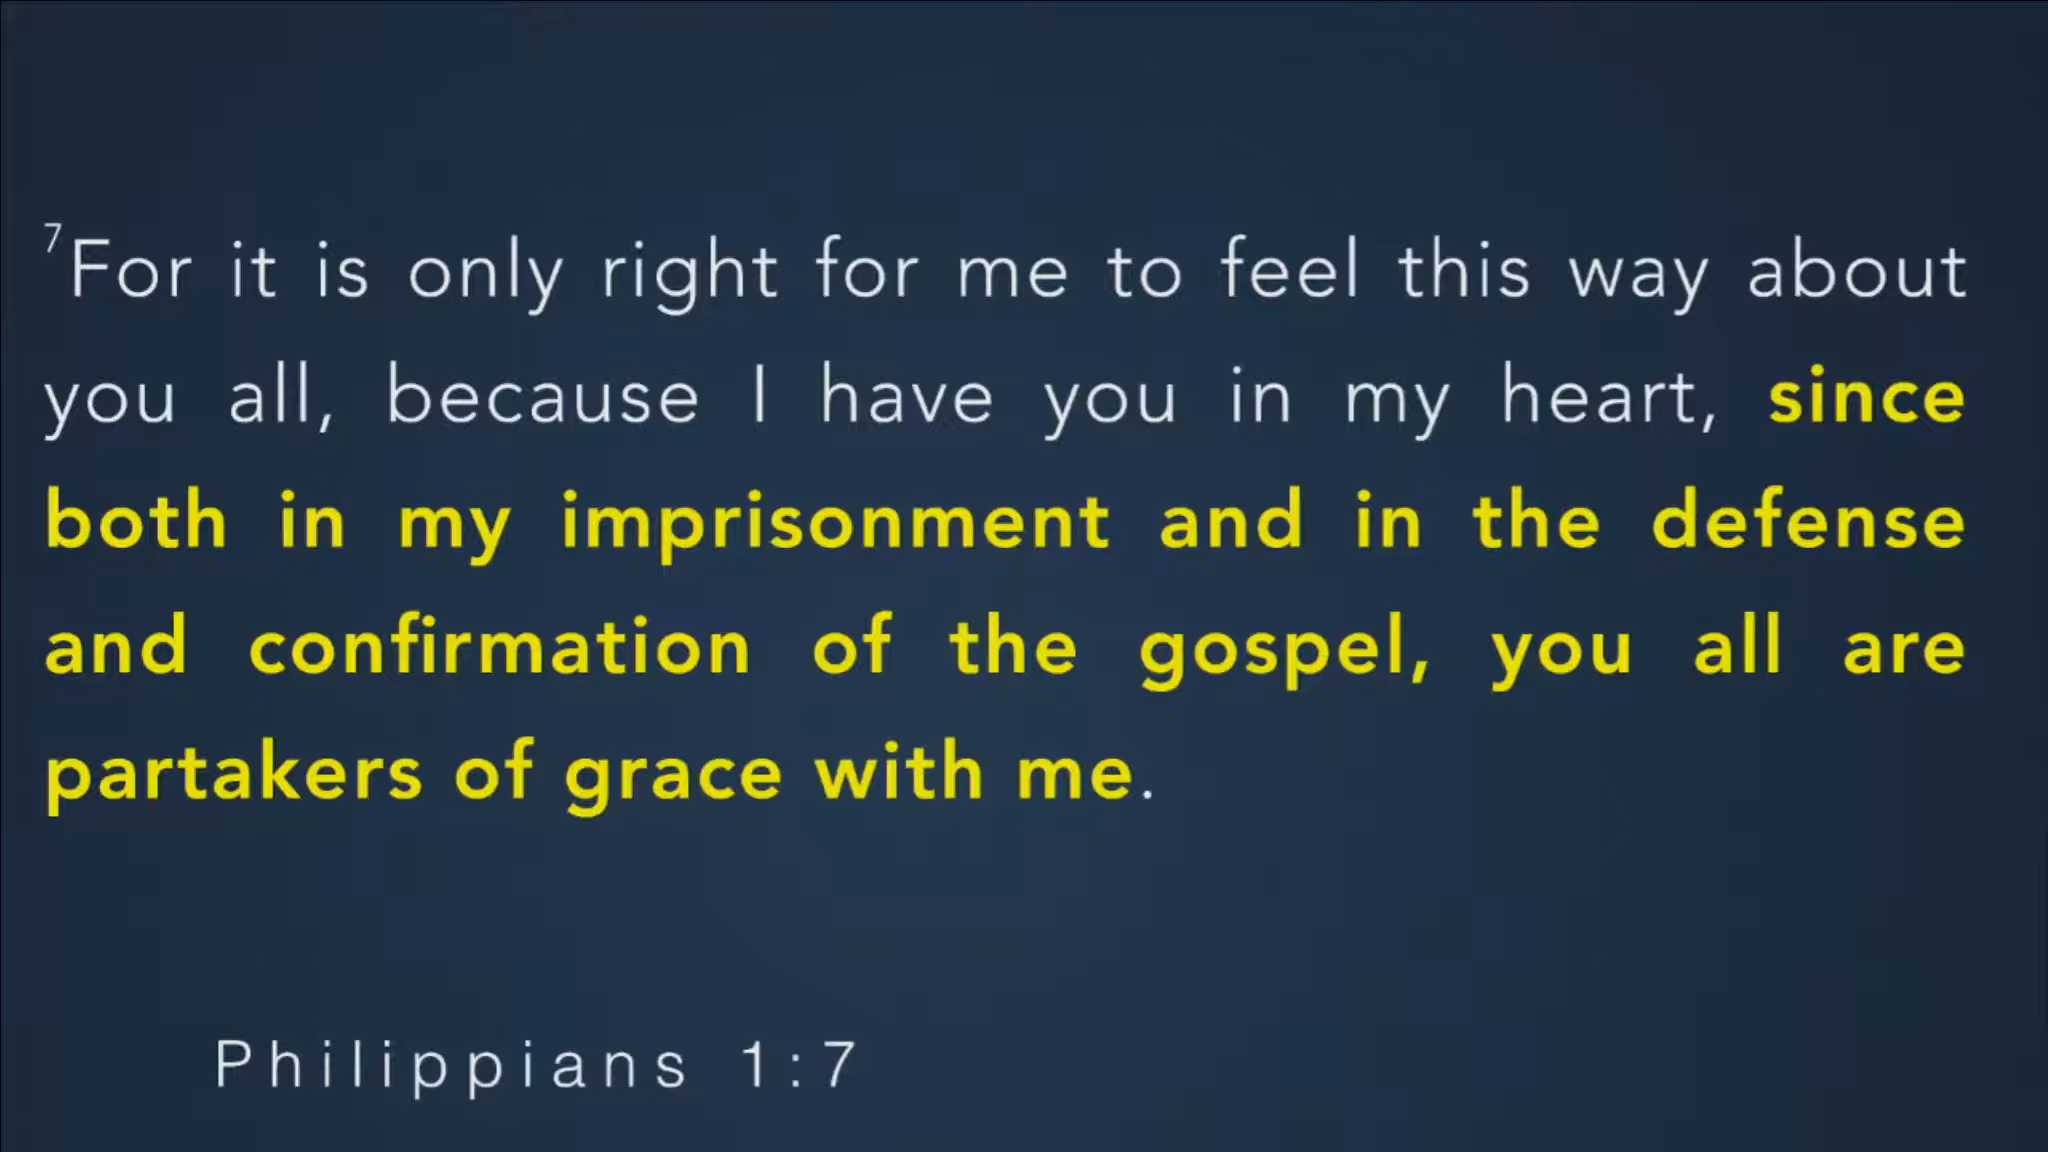 7For it is only right for me to feel this way about
you all, because I have you in my heart, since
both in my imprisonment and in the defense
and confirmation of the gospel, you all are
partakers of grace with me.
Philippians 1:7